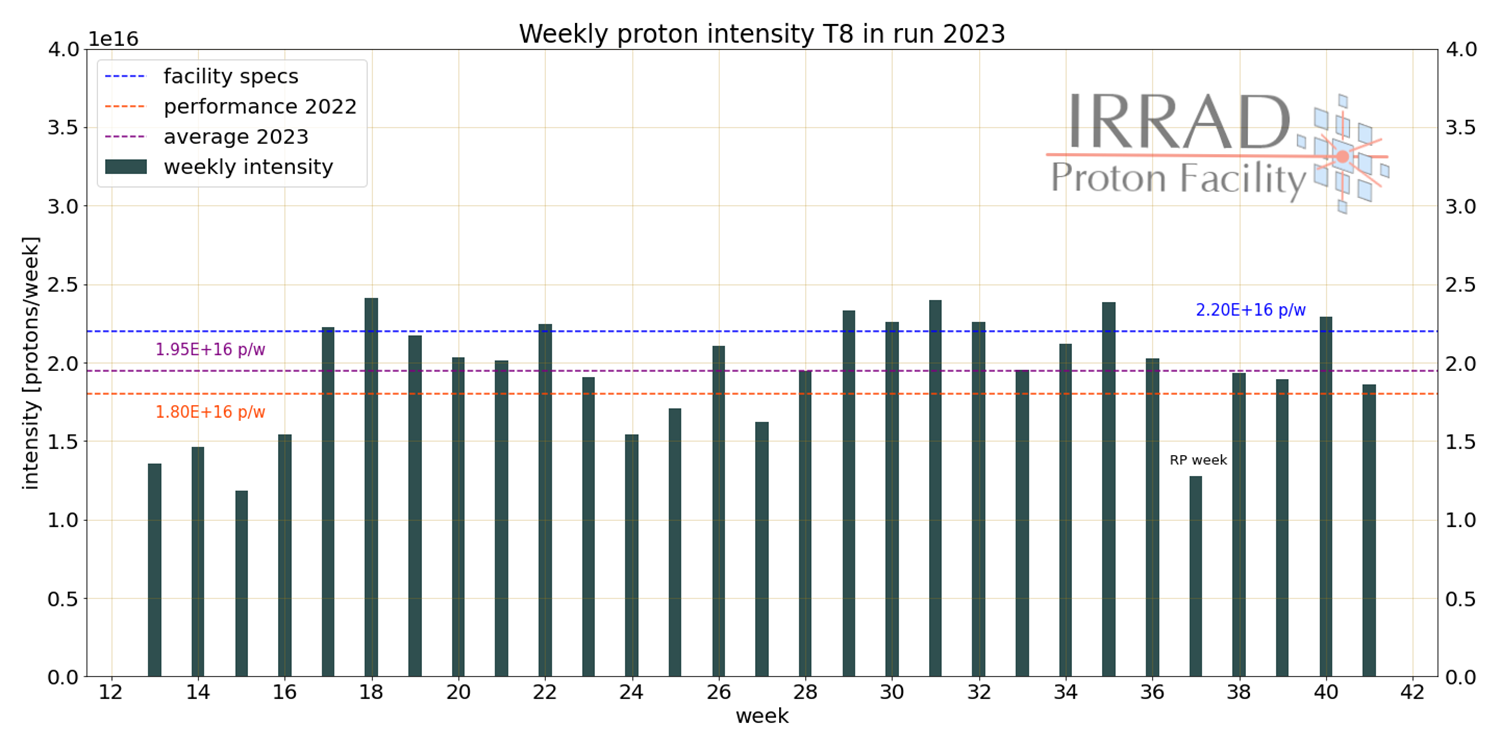 Weekly proton intensity T8 in run 2023
1e16
facility specs
performance 2022
average 2023
weekly intensity
IRRAD
Proton Facility
4.0
3.5
3.0
2.5
2.0
1.5
1.0
0.5
0.0
intensity [protons/week]
4.0
3.5
3.0
2.5
2.0
1.5
1.0
0.5
0.0
2.20E+16 p/w
1.95E+16 p/w
1.80E+16 p/w
RP week
12 14 16 18 20 22 24 26 28 30 32 34 36 38 40 42
week